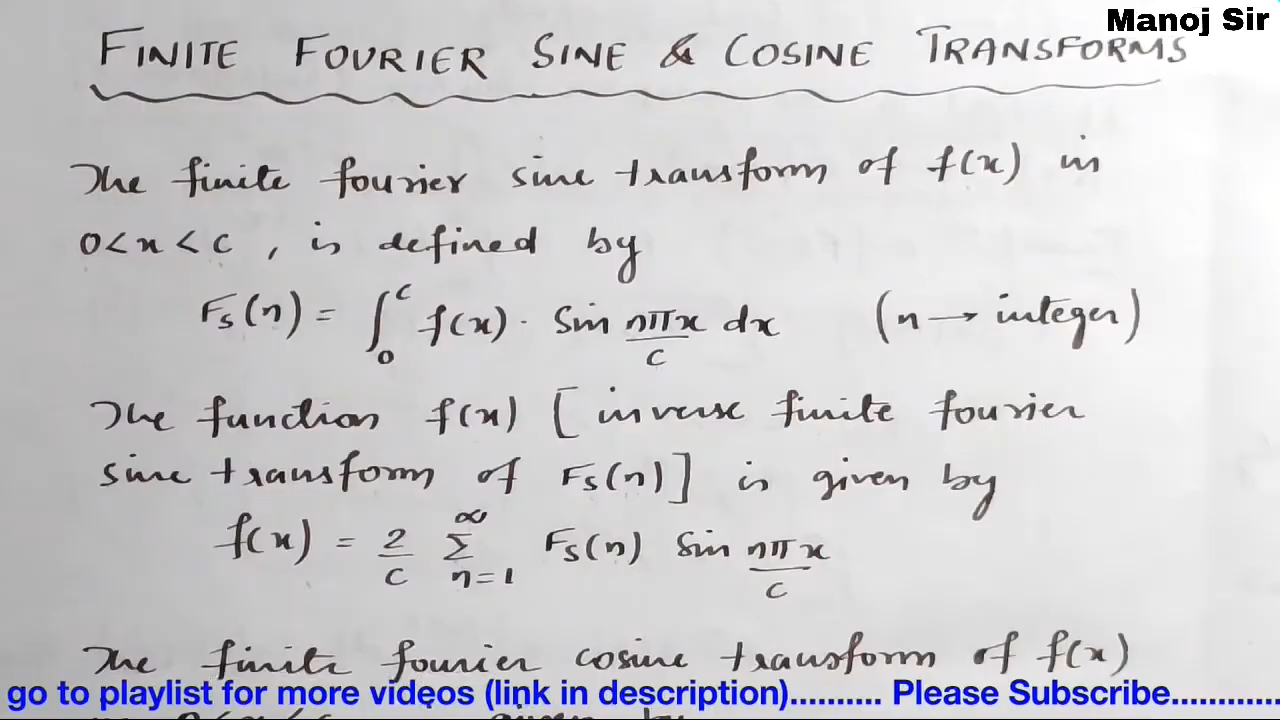 Manoj Sir
FINITE FOURIER SINE & COSINE TRANSFORMS
The finite fourier sine transform of f(x) in
0<x<c, is defined by
Fs(n) = ∫₀ᶜ f(x) · Sin nπx/c dx (n → integer)
The function f(x) [inverse finite fourier
sine transform of Fs(n)] is given by
f(x) = 2/c Σ_{n=1}^{∞} Fs(n) Sin nπx/c
The finite fourier cosine transform of f(x)
go to playlist for more videos (link in description).......... Please Subscribe............